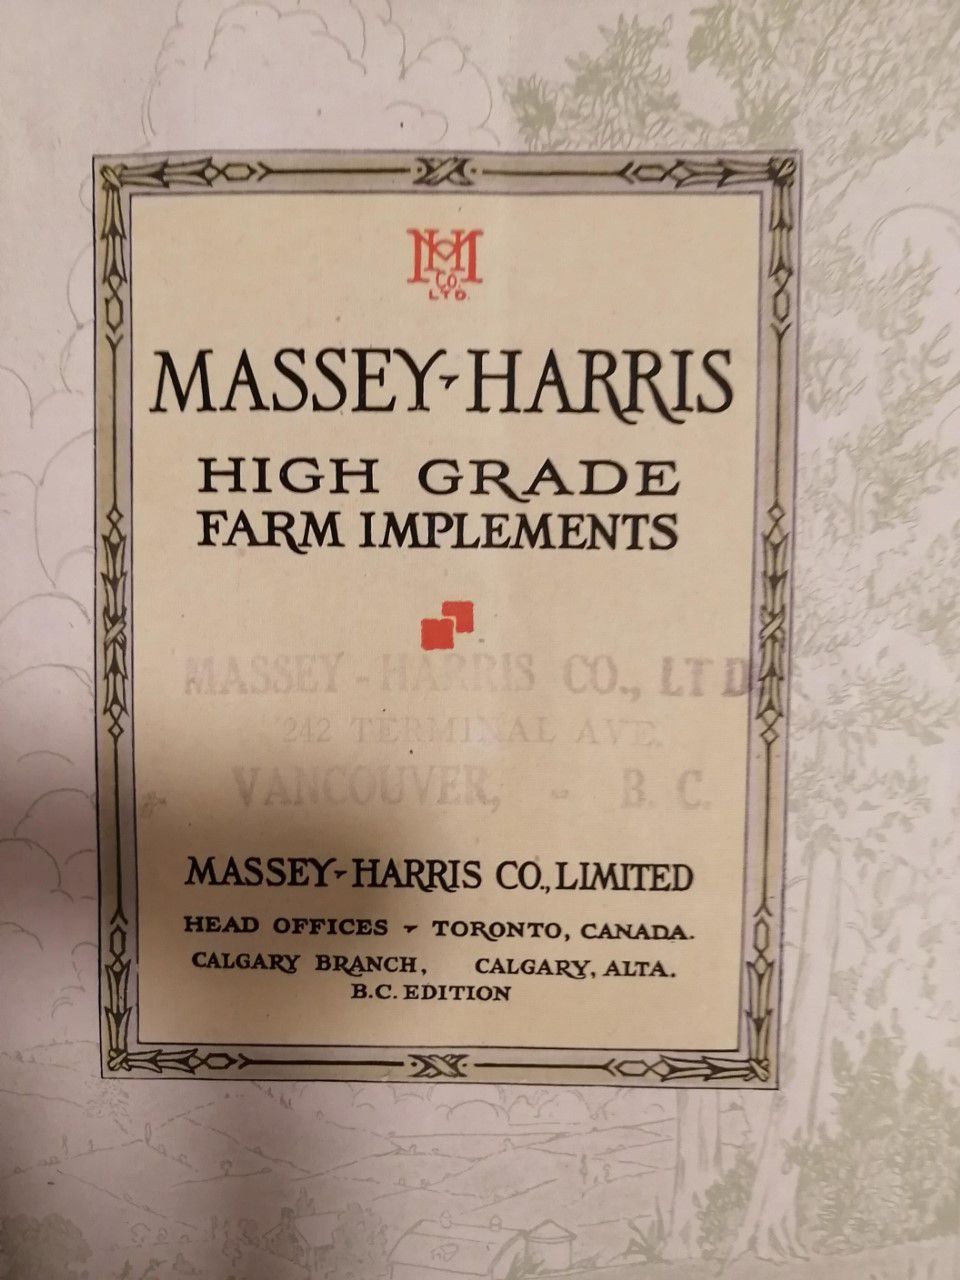 MH
CO.
LTD.
MASSEY-HARRIS
HIGH GRADE
FARM IMPLEMENTS
MASSEY-HARRIS CO., LTD
242 TERMINAL AVE.
VANCOUVER, - B. C.
MASSEY-HARRIS CO., LIMITED
HEAD OFFICES - TORONTO, CANADA.
CALGARY BRANCH, CALGARY, ALTA.
B.C. EDITION